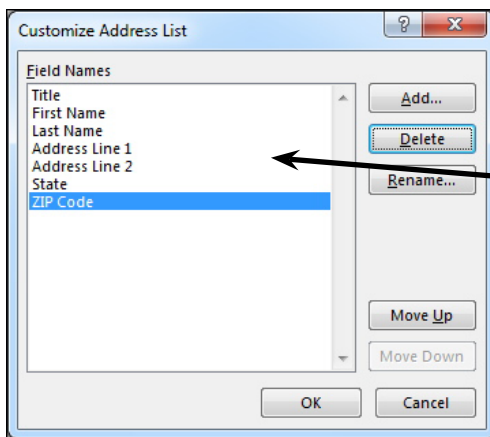 Customize Address List
?
X
Field Names
Title
First Name
Last Name
Address Line 1
Address Line 2
State
ZIP Code
Add...
Delete
Rename...
Move Up
Move Down
OK
Cancel